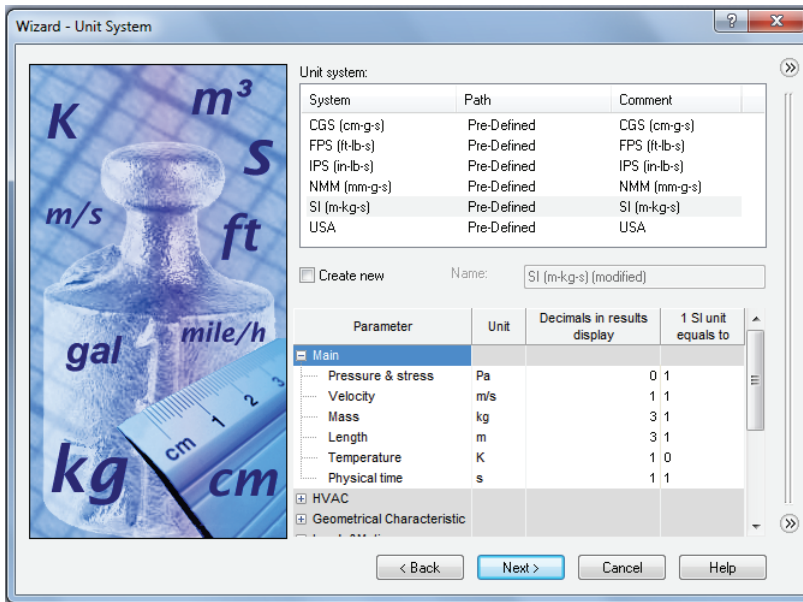 Wizard - Unit System
?
K
m³
S
m/s
ft
gal
mile/h
kg
cm
1
2
3
cm
Unit system:
System Path Comment
CGS (cm-g-s) Pre-Defined CGS (cm-g-s)
FPS (ft-lb-s) Pre-Defined FPS (ft-lb-s)
IPS (in-lb-s) Pre-Defined IPS (in-lb-s)
NMM (mm-g-s) Pre-Defined NMM (mm-g-s)
SI (m-kg-s) Pre-Defined SI (m-kg-s)
USA Pre-Defined USA
Create new Name: SI (m-kg-s) (modified)
Parameter Unit Decimals in results display 1 SI unit equals to
Main
Pressure & stress Pa 0 1
Velocity m/s 1 1
Mass kg 3 1
Length m 3 1
Temperature K 1 0
Physical time s 1 1
HVAC
Geometrical Characteristic
< Back Next > Cancel Help